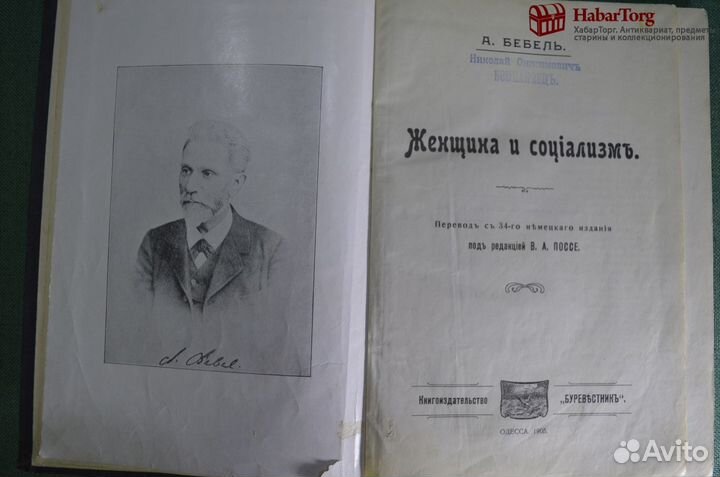 HabarTorg
ХабарТорг, Антиквариат, предметы
старины и коллекционирования
А. БЕБЕЛЬ.
Николай
Женщина и соціализмъ.
Переводъ съ 34-го нѣмецкаго изданія
подъ редакціей В. А. ПОССЕ.
Книгоиздательство „БУРЕВѢСТНИКЪ“.
ОДЕССА, 1905.
A. Bebel.
Avito